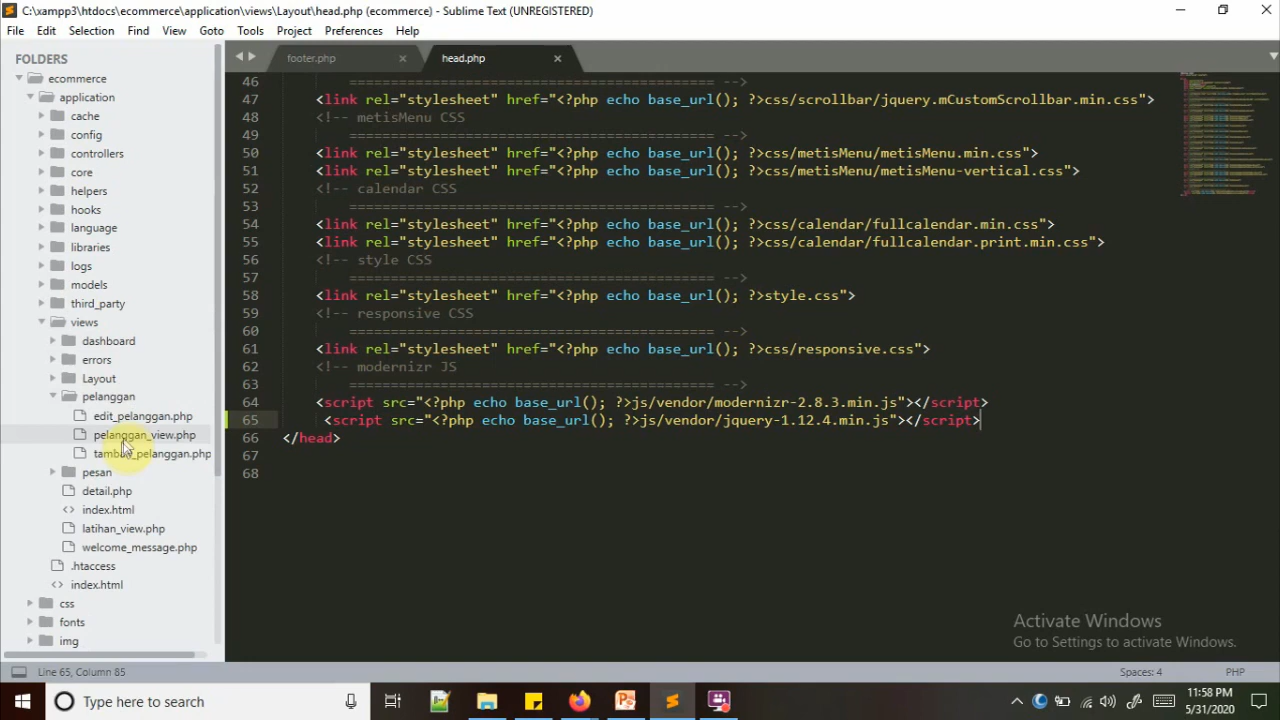 C:\xampp3\htdocs\ecommerce\application\views\Layout\head.php (ecommerce) - Sublime Text (UNREGISTERED)
File Edit Selection Find View Goto Tools Project Preferences Help
FOLDERS
ecommerce
application
cache
config
controllers
core
helpers
hooks
language
libraries
logs
models
third_party
views
dashboard
errors
Layout
pelanggan
edit_pelanggan.php
pelanggan_view.php
tambah_pelanggan.php
pesan
detail.php
<> index.html
latihan_view.php
welcome_message.php
.htaccess
<> index.html
css
fonts
img
footer.php head.php
46 ========================================= -->
47 <link rel="stylesheet" href="<?php echo base_url(); ?>css/scrollbar/jquery.mCustomScrollbar.min.css">
48 <!-- metisMenu CSS
49 ========================================= -->
50 <link rel="stylesheet" href="<?php echo base_url(); ?>css/metisMenu/metisMenu.min.css">
51 <link rel="stylesheet" href="<?php echo base_url(); ?>css/metisMenu/metisMenu-vertical.css">
52 <!-- calendar CSS
53 ========================================= -->
54 <link rel="stylesheet" href="<?php echo base_url(); ?>css/calendar/fullcalendar.min.css">
55 <link rel="stylesheet" href="<?php echo base_url(); ?>css/calendar/fullcalendar.print.min.css">
56 <!-- style CSS
57 ========================================= -->
58 <link rel="stylesheet" href="<?php echo base_url(); ?>style.css">
59 <!-- responsive CSS
60 ========================================= -->
61 <link rel="stylesheet" href="<?php echo base_url(); ?>css/responsive.css">
62 <!-- modernizr JS
63 ========================================= -->
64 <script src="<?php echo base_url(); ?>js/vendor/modernizr-2.8.3.min.js"></script>
65 <script src="<?php echo base_url(); ?>js/vendor/jquery-1.12.4.min.js"></script>
66 </head>
67
68
Activate Windows
Go to Settings to activate Windows.
Line 65, Column 85 Spaces: 4 PHP
Type here to search
11:58 PM
5/31/2020